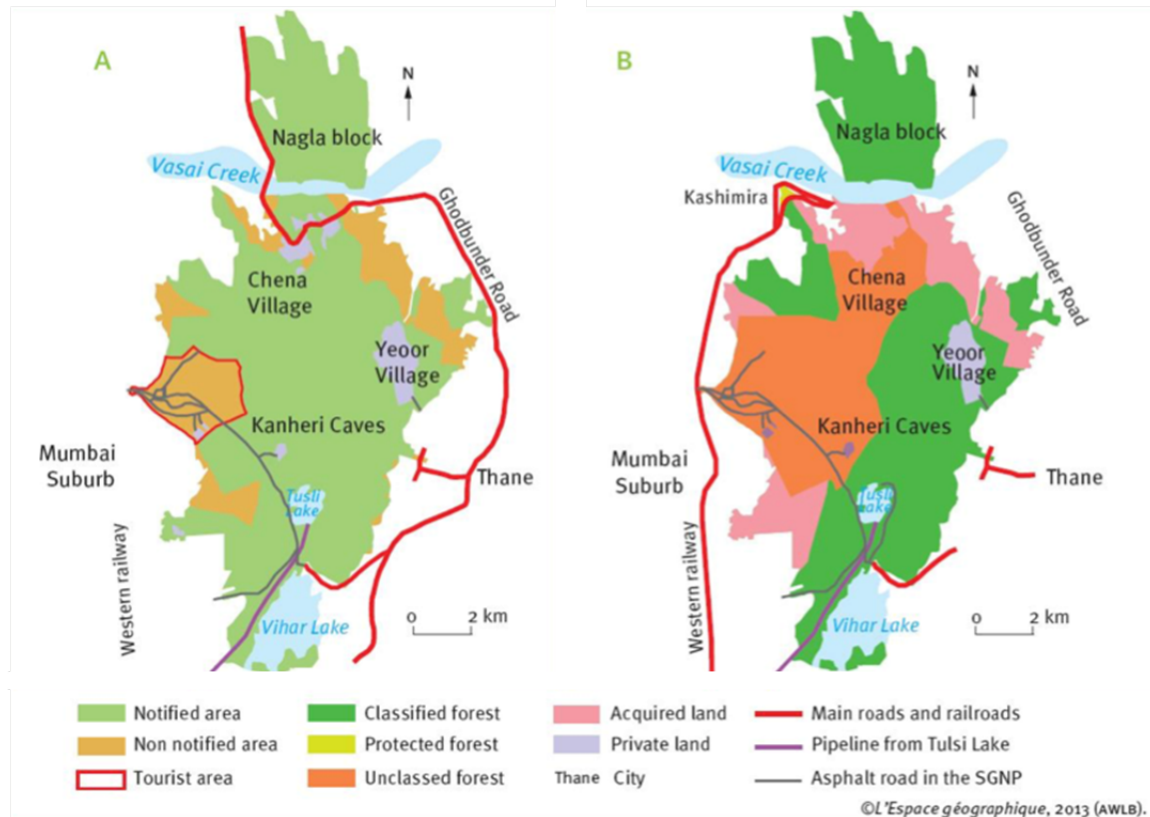 A
N
Nagla block
Vasai Creek
Ghodbunder Road
Chena
Village
Yeoor
Village
Kanheri Caves
Mumbai
Suburb
Thane
Tusli
Lake
Western railway
0 2 km
Vihar Lake
B
N
Nagla block
Vasai Creek
Kashimira
Ghodbunder Road
Chena
Village
Yeoor
Village
Kanheri Caves
Mumbai
Suburb
Thane
Tusli
Lake
Western railway
0 2 km
Vihar Lake
Notified area
Non notified area
Tourist area
Classified forest
Protected forest
Unclassed forest
Acquired land
Private land
Thane City
Main roads and railroads
Pipeline from Tulsi Lake
Asphalt road in the SGNP
©L'Espace géographique, 2013 (AWLB).